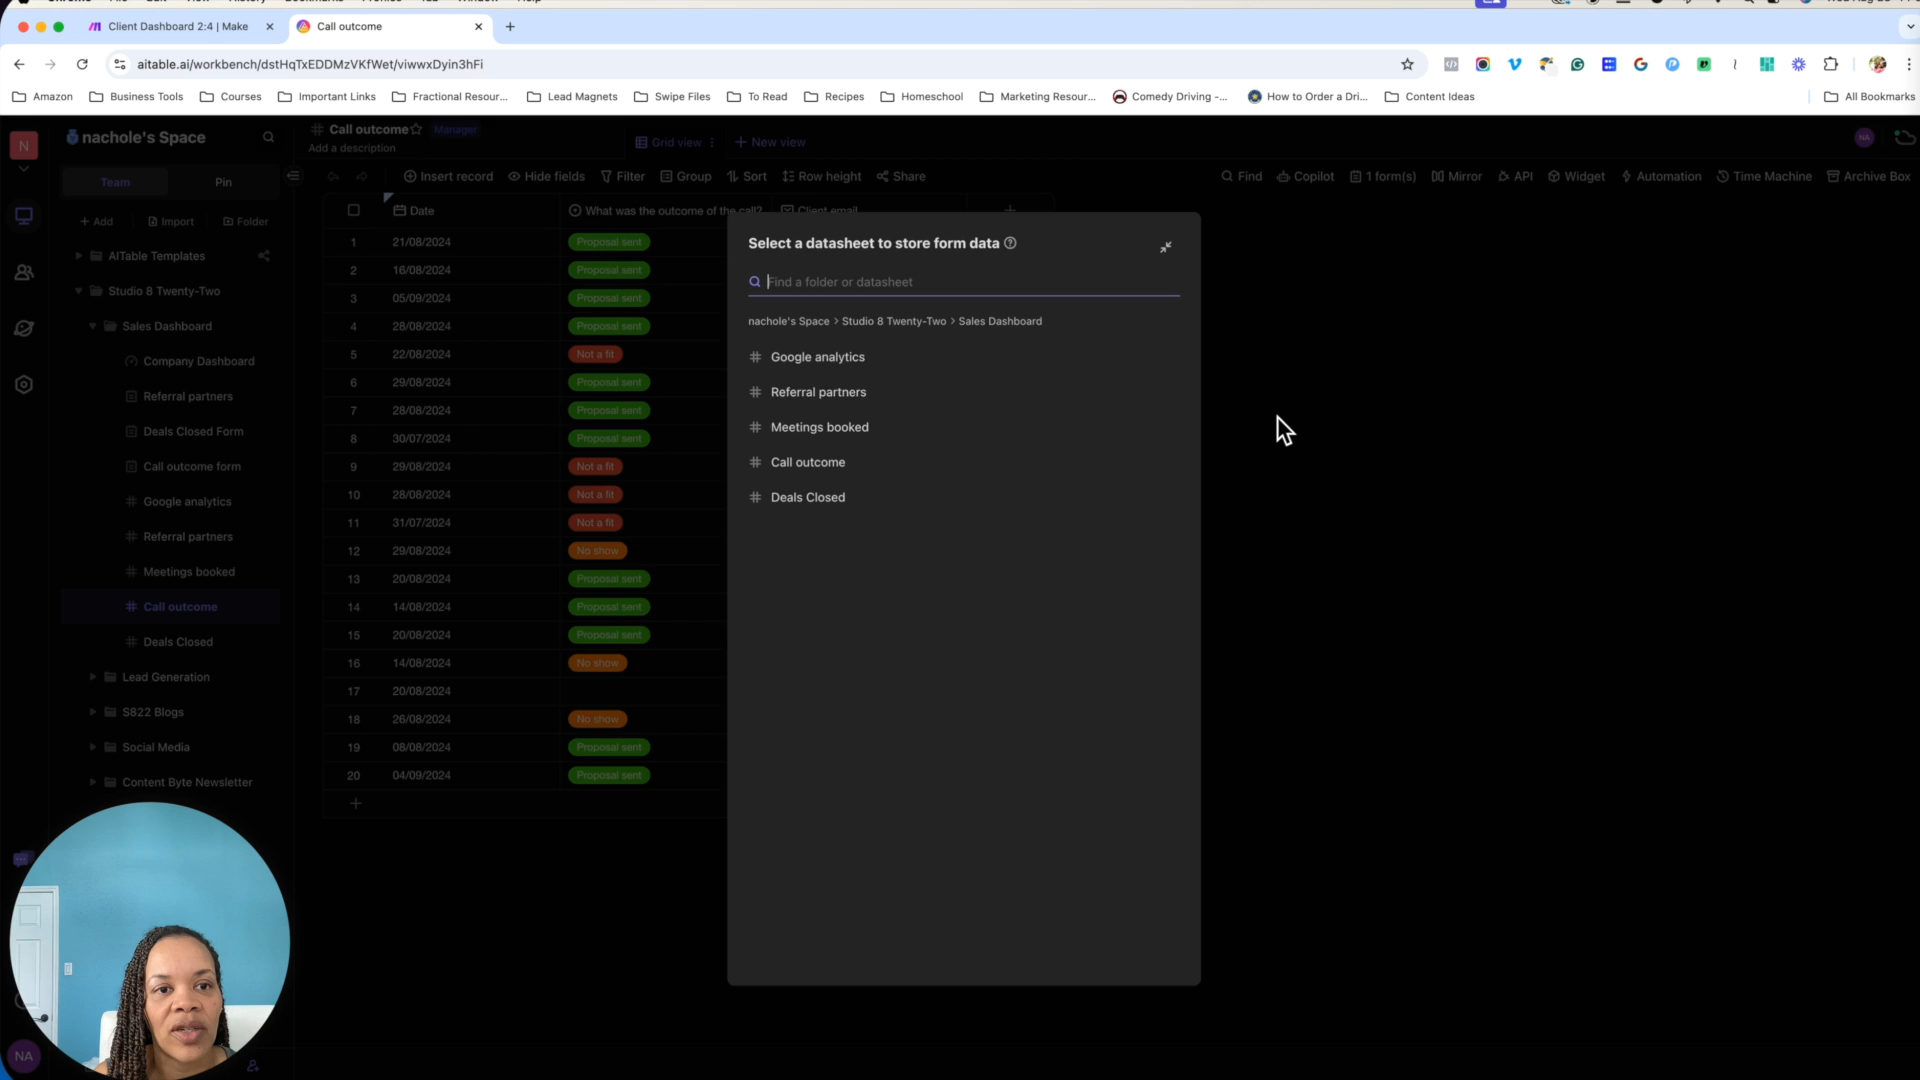 Client Dashboard 2:4 | Make
Call outcome
aitable.ai/workbench/dstHqTxEDDMzVKfWet/viwwxDyin3hFi
Amazon
Business Tools
Courses
Important Links
Fractional Resour...
Lead Magnets
Swipe Files
To Read
Recipes
Homeschool
Marketing Resour...
Comedy Driving -...
How to Order a Dri...
Content Ideas
All Bookmarks
N
nachole's Space
Call outcome
Manager
Add a description
Grid view
New view
NA
Team
Pin
Insert record
Hide fields
Filter
Group
Sort
Row height
Share
Find
Copilot
1 form(s)
Mirror
API
Widget
Automation
Time Machine
Archive Box
Add
Import
Folder
AITable Templates
Studio 8 Twenty-Two
Sales Dashboard
Company Dashboard
Referral partners
Deals Closed Form
Call outcome form
Google analytics
Referral partners
Meetings booked
Call outcome
Deals Closed
Lead Generation
S822 Blogs
Social Media
Content Byte Newsletter
NA
Date
What was the outcome of the call?
Client email
1 21/08/2024 Proposal sent
2 16/08/2024 Proposal sent
3 05/09/2024 Proposal sent
4 28/08/2024 Proposal sent
5 22/08/2024 Not a fit
6 29/08/2024 Proposal sent
7 28/08/2024 Proposal sent
8 30/07/2024 Proposal sent
9 29/08/2024 Not a fit
10 28/08/2024 Not a fit
11 31/07/2024 Not a fit
12 29/08/2024 No show
13 20/08/2024 Proposal sent
14 14/08/2024 Proposal sent
15 20/08/2024 Proposal sent
16 14/08/2024 No show
17 20/08/2024
18 26/08/2024 No show
19 08/08/2024 Proposal sent
20 04/09/2024 Proposal sent
Select a datasheet to store form data
Find a folder or datasheet
nachole's Space > Studio 8 Twenty-Two > Sales Dashboard
Google analytics
Referral partners
Meetings booked
Call outcome
Deals Closed